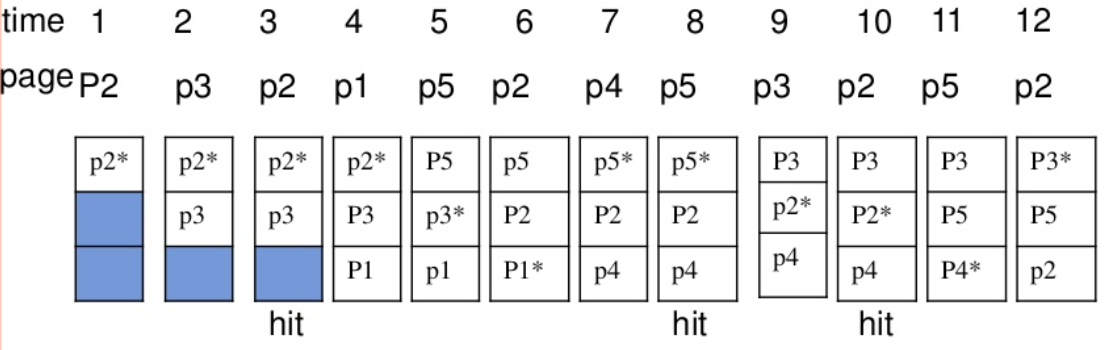 time 1 2 3 4 5 6 7 8 9 10 11 12
page P2 p3 p2 p1 p5 p2 p4 p5 p3 p2 p5 p2
p2* p2* p2* p2* P5 p5 p5* p5* P3 P3 P3 P3*
p3 p3 P3 p3* P2 P2 P2 p2* P2* P5 P5
P1 p1 P1* p4 p4 p4 p4 P4* p2
hit hit hit